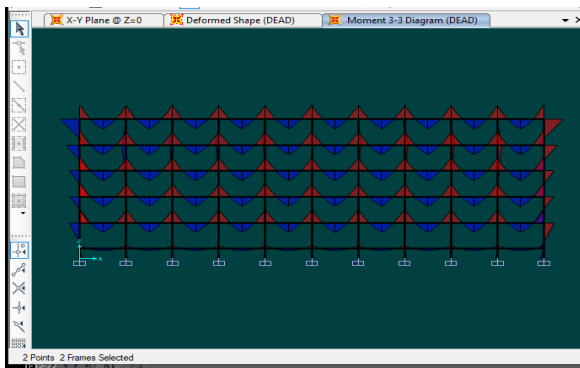 X-Y Plane @ Z=0
Deformed Shape (DEAD)
Moment 3-3 Diagram (DEAD)
Z
X
2 Points 2 Frames Selected